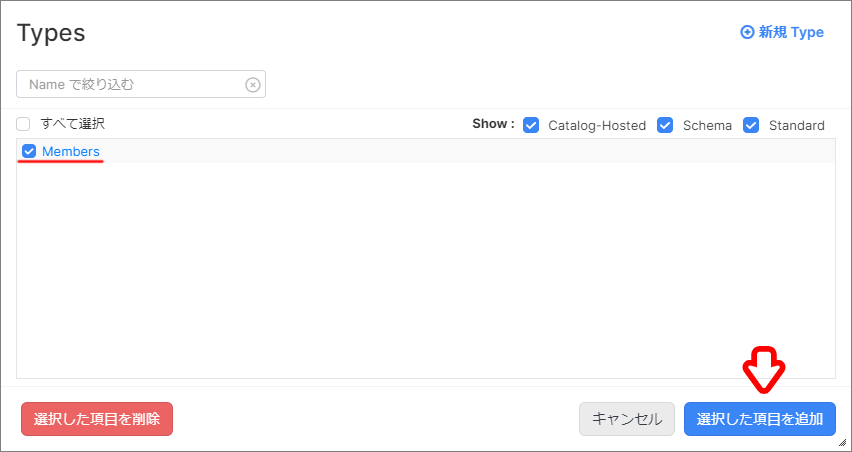 Types
新規 Type
Name で絞り込む
すべて選択
Show : Catalog-Hosted Schema Standard
Members
選択した項目を削除
キャンセル
選択した項目を追加